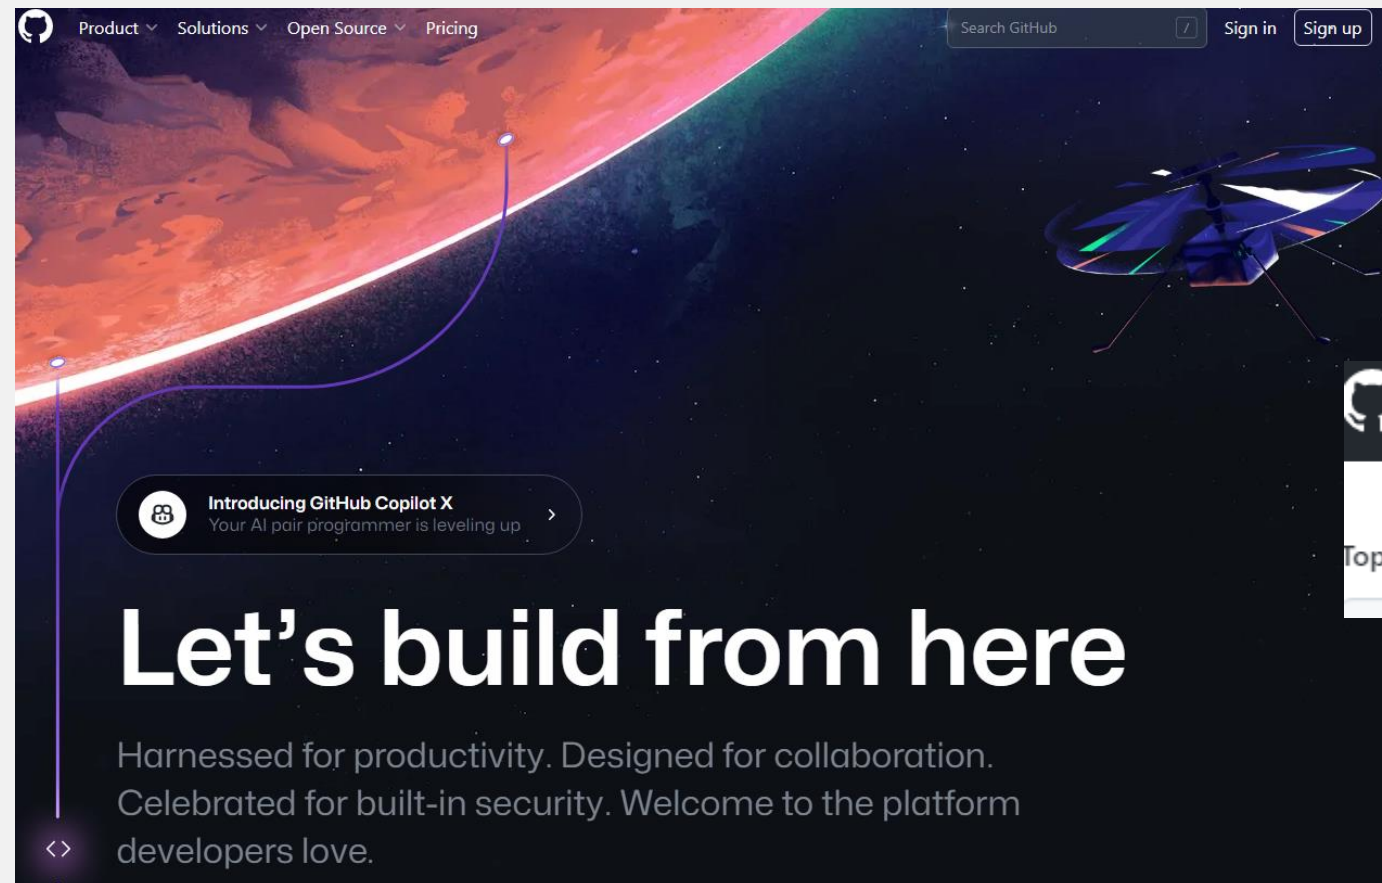 Product Solutions Open Source Pricing Search GitHub / Sign in Sign up
Introducing GitHub Copilot X
Your AI pair programmer is leveling up
Top
Let's build from here
Harnessed for productivity. Designed for collaboration.
Celebrated for built-in security. Welcome to the platform
developers love.